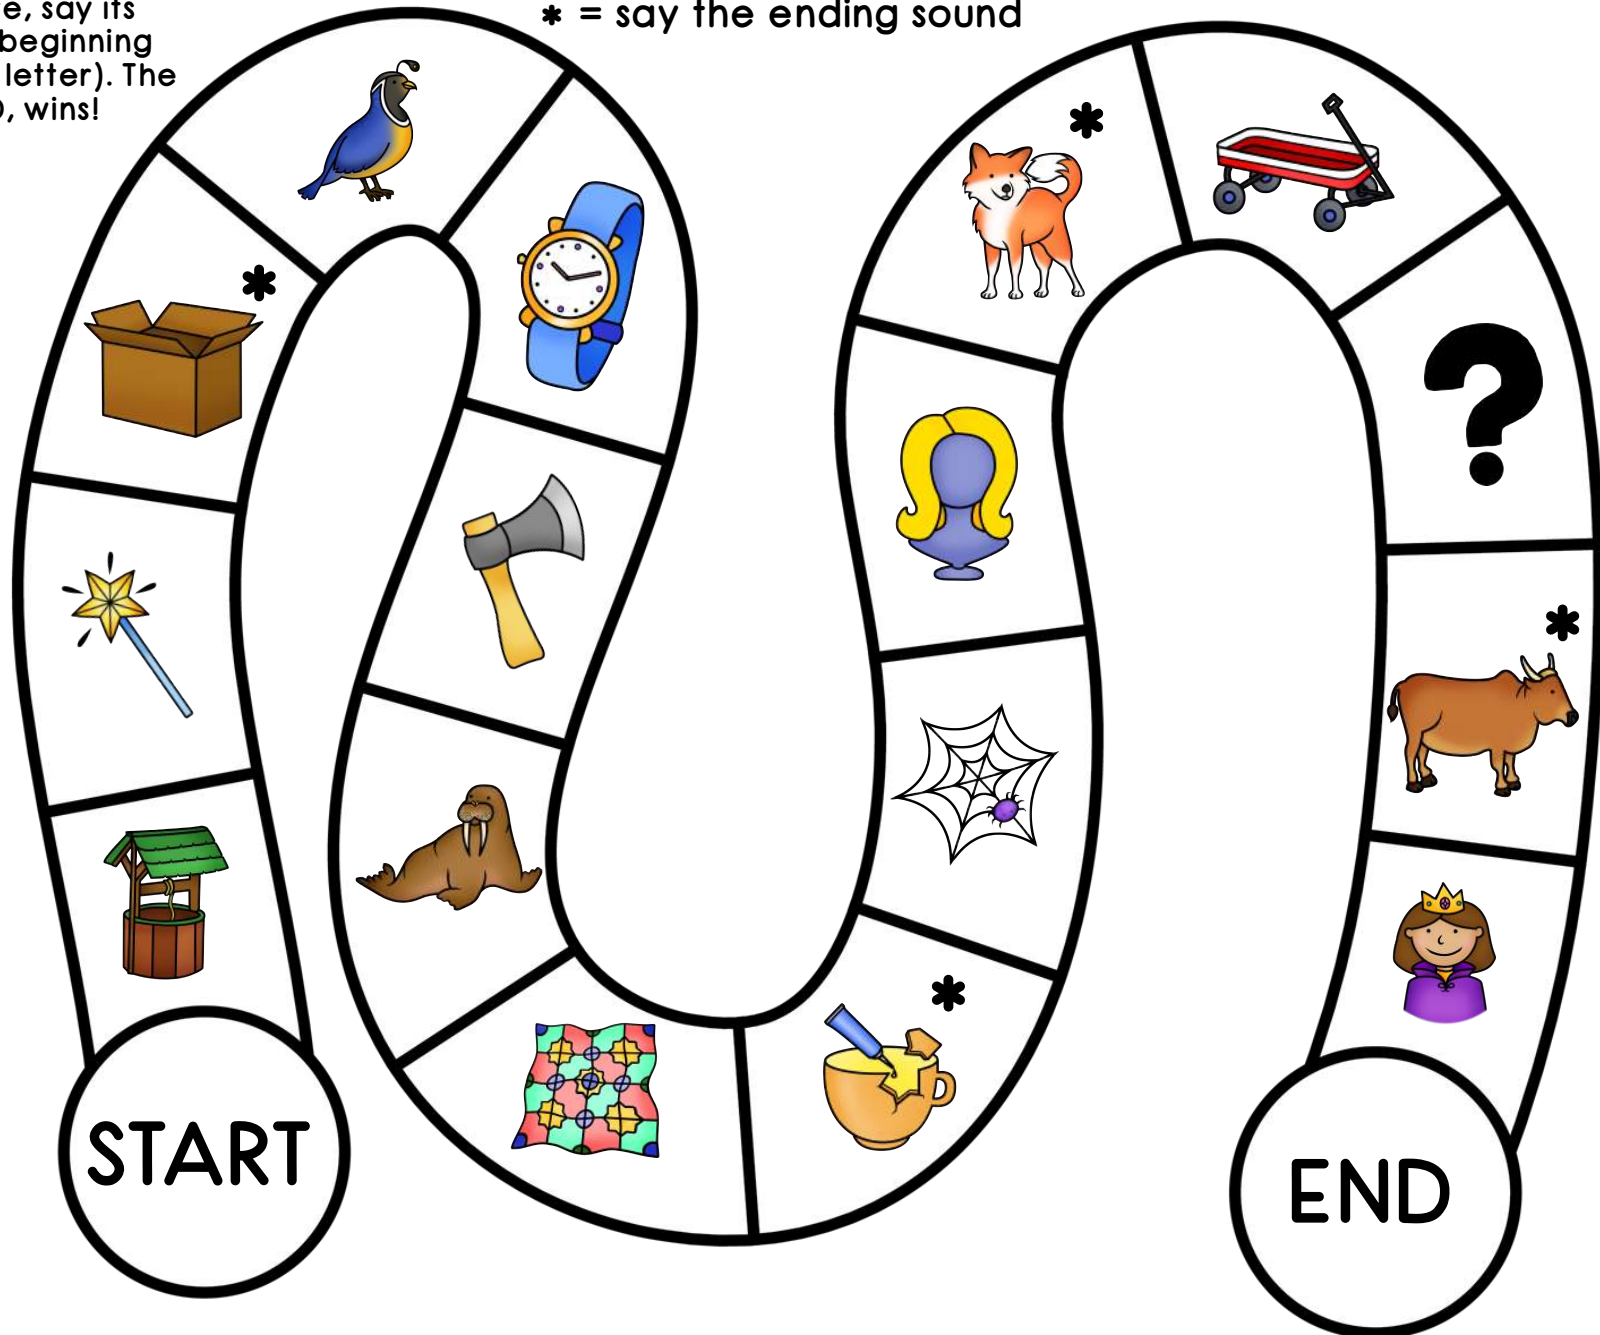 say its
beginning
letter). The
, wins!
* = say the ending sound
*
*
?
*
*
START
END